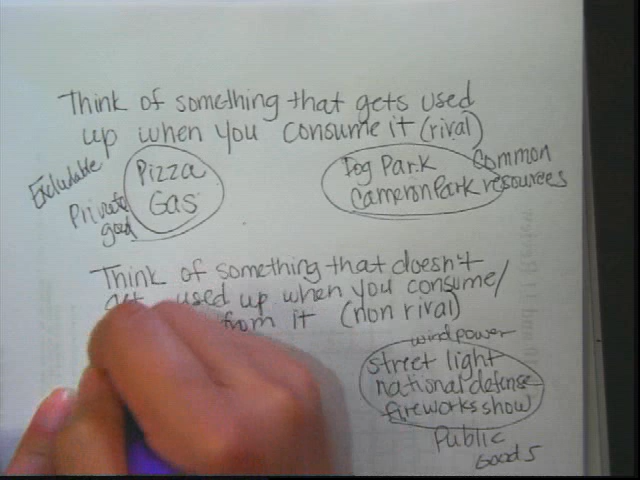 Think of something that gets used
up when you consume it (rival)
Excludable
Private
good
Pizza
Gas
Dog Park
Cameron Park
Common
resources
Think of something that doesn't
get used up when you consume/
from it (non rival)
wind power
street light
national defense
fireworks show
Public
Goods